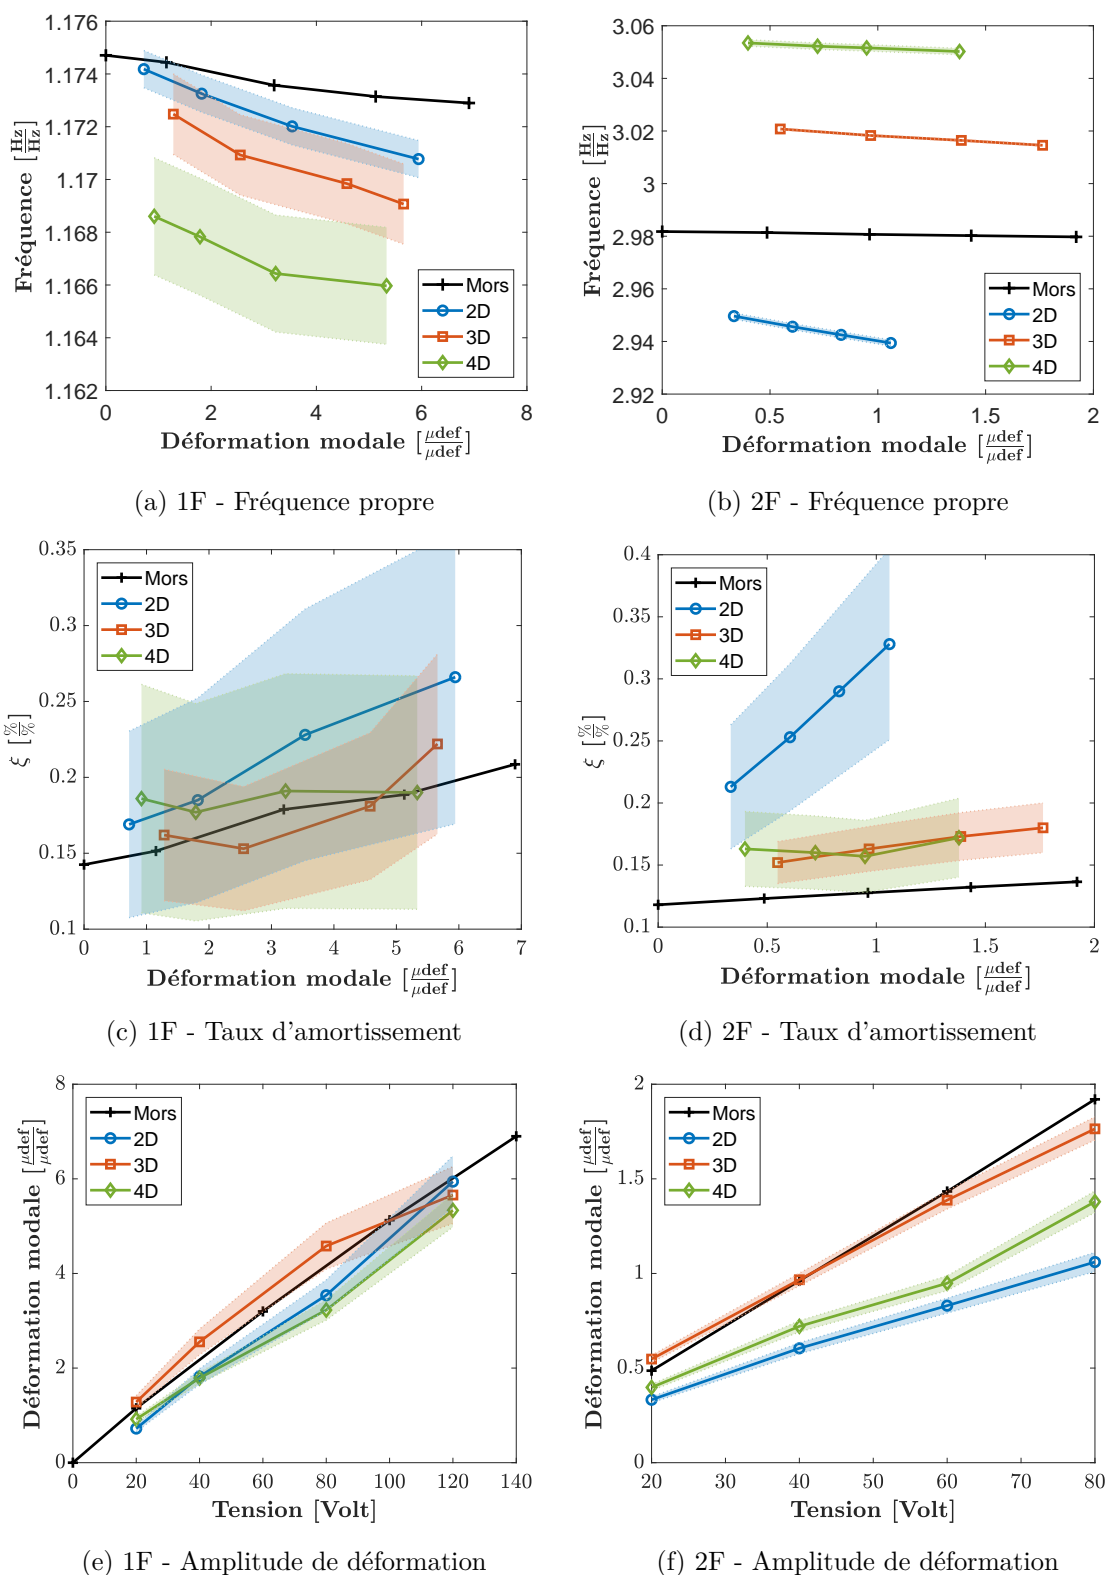 1.176
1.174
1.172
1.17
1.168
1.166
1.164
1.162
Fréquence [Hz/Hz]
Mors
2D
3D
4D
0 2 4 6 8
Déformation modale [μdef/μdef]
(a) 1F - Fréquence propre
3.06
3.04
3.02
3
2.98
2.96
2.94
2.92
Fréquence [Hz/Hz]
Mors
2D
3D
4D
0 0.5 1 1.5 2
Déformation modale [μdef/μdef]
(b) 2F - Fréquence propre
0.35
0.3
0.25
0.2
0.15
0.1
ξ [%/%]
Mors
2D
3D
4D
0 1 2 3 4 5 6 7
Déformation modale [μdef/μdef]
(c) 1F - Taux d'amortissement
0.4
0.35
0.3
0.25
0.2
0.15
0.1
ξ [%/%]
Mors
2D
3D
4D
0 0.5 1 1.5 2
Déformation modale [μdef/μdef]
(d) 2F - Taux d'amortissement
8
6
4
2
0
Déformation modale [μdef/μdef]
Mors
2D
3D
4D
0 20 40 60 80 100 120 140
Tension [Volt]
(e) 1F - Amplitude de déformation
2
1.5
1
0.5
0
Déformation modale [μdef/μdef]
Mors
2D
3D
4D
20 30 40 50 60 70 80
Tension [Volt]
(f) 2F - Amplitude de déformation